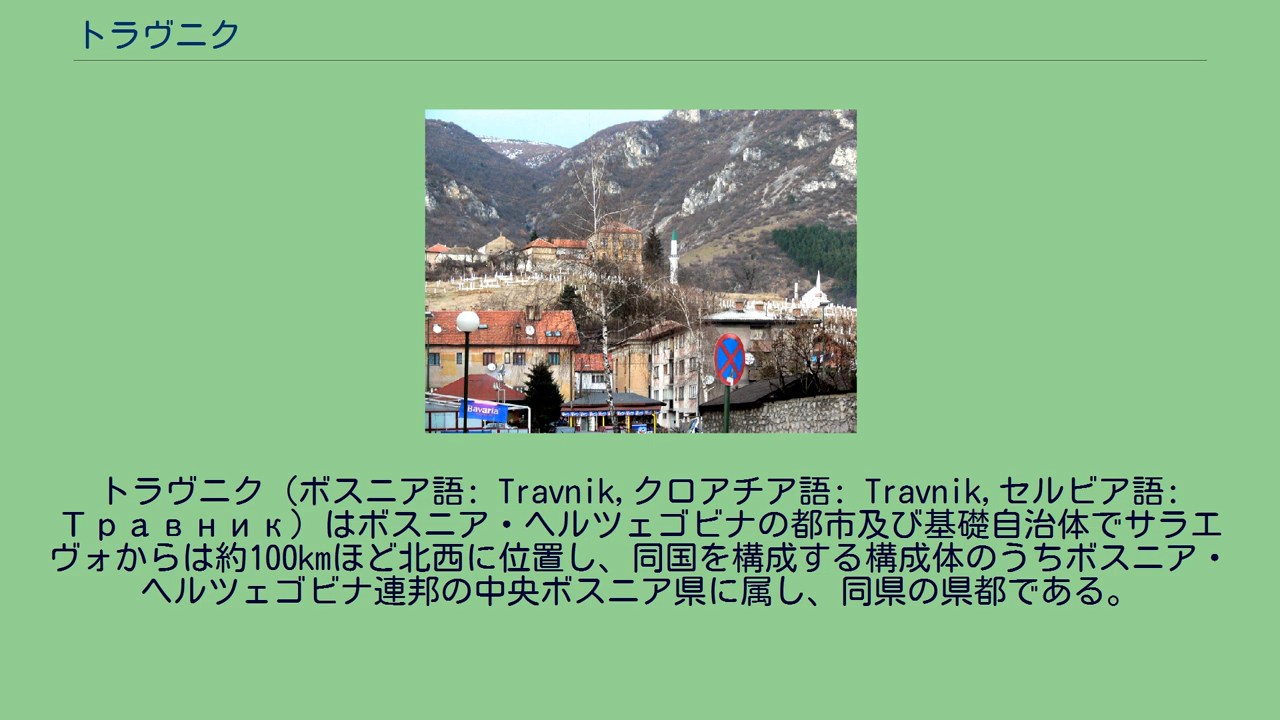 トラヴニク
Bavaria
トラヴニク（ボスニア語: Travnik,クロアチア語: Travnik,セルビア語:
Травник）はボスニア・ヘルツェゴビナの都市及び基礎自治体でサラエ
ヴォからは約100kmほど北西に位置し、同国を構成する構成体のうちボスニア・
ヘルツェゴビナ連邦の中央ボスニア県に属し、同県の県都である。